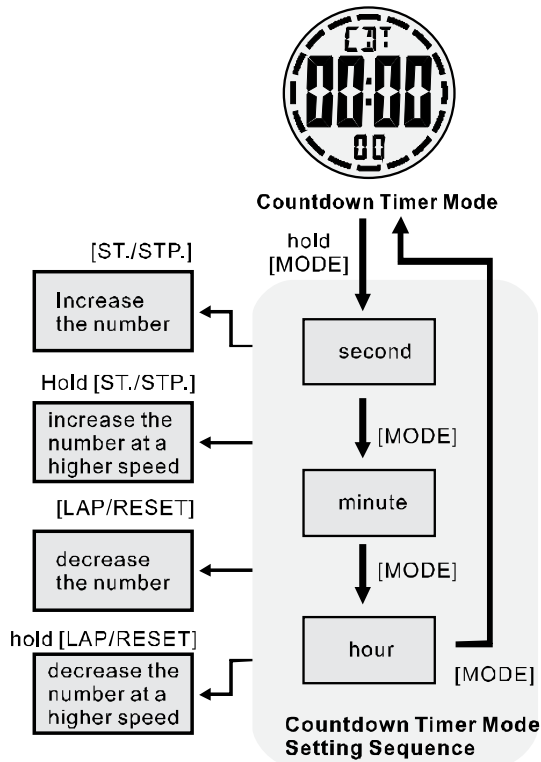 CDT
00:00
00
Countdown Timer Mode
hold
[MODE]
[ST./STP.]
Increase
the number
second
Hold [ST./STP.]
increase the
number at a
higher speed
[MODE]
minute
[LAP/RESET]
decrease
the number
[MODE]
hour
hold [LAP/RESET]
decrease the
number at a
higher speed
[MODE]
Countdown Timer Mode
Setting Sequence